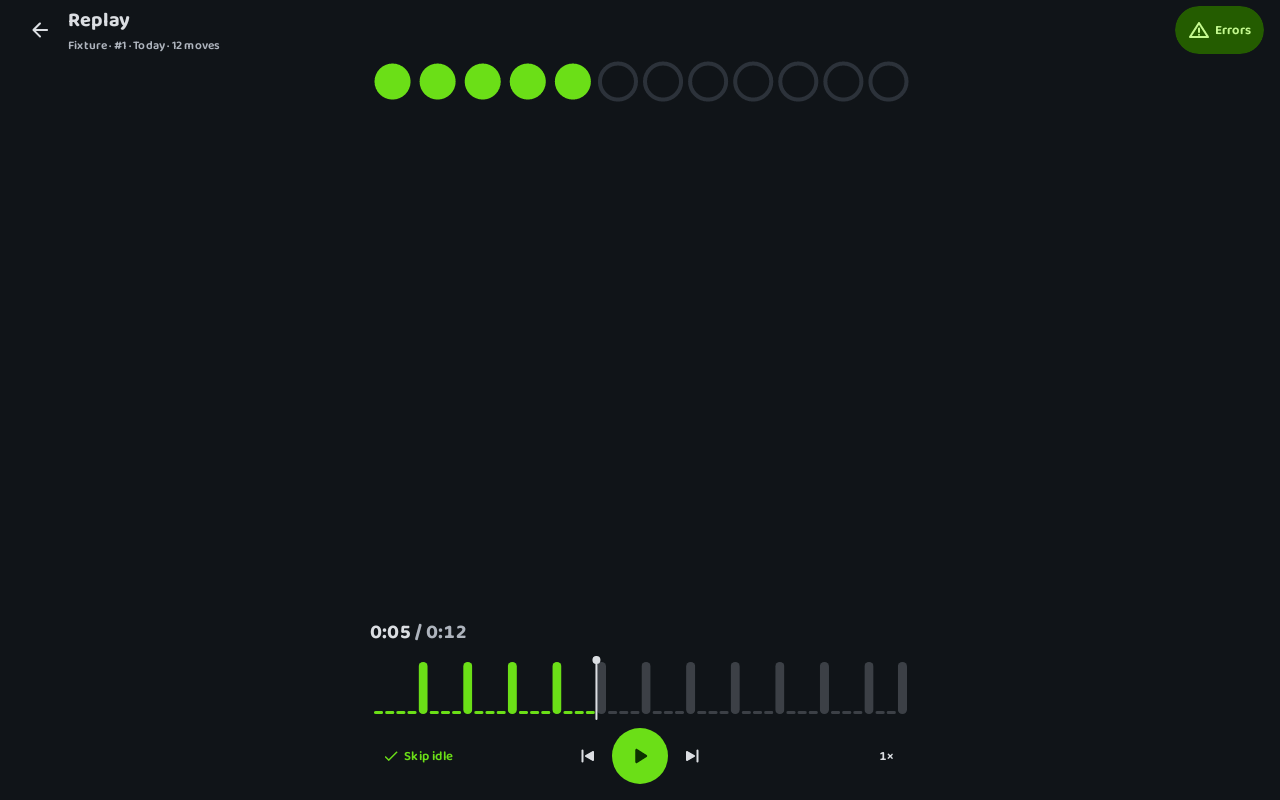 Replay
Fixture · #1 · Today · 12 moves
Errors
0:05 / 0:12
Skip idle
1×